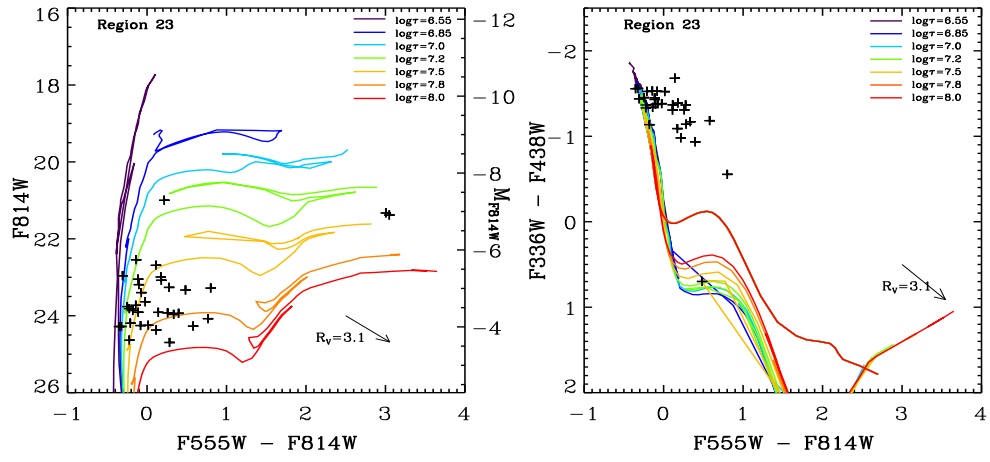 Region 23
logτ=6.55
logτ=6.85
logτ=7.0
logτ=7.2
logτ=7.5
logτ=7.8
logτ=8.0
16
18
20
22
24
26
F814W
−12
−10
−8
−6
−4
M_F814W
R_V=3.1
−1 0 1 2 3 4
F555W − F814W
Region 23
logτ=6.55
logτ=6.85
logτ=7.0
logτ=7.2
logτ=7.5
logτ=7.8
logτ=8.0
−2
−1
0
1
2
F336W − F438W
R_V=3.1
−1 0 1 2 3 4
F555W − F814W